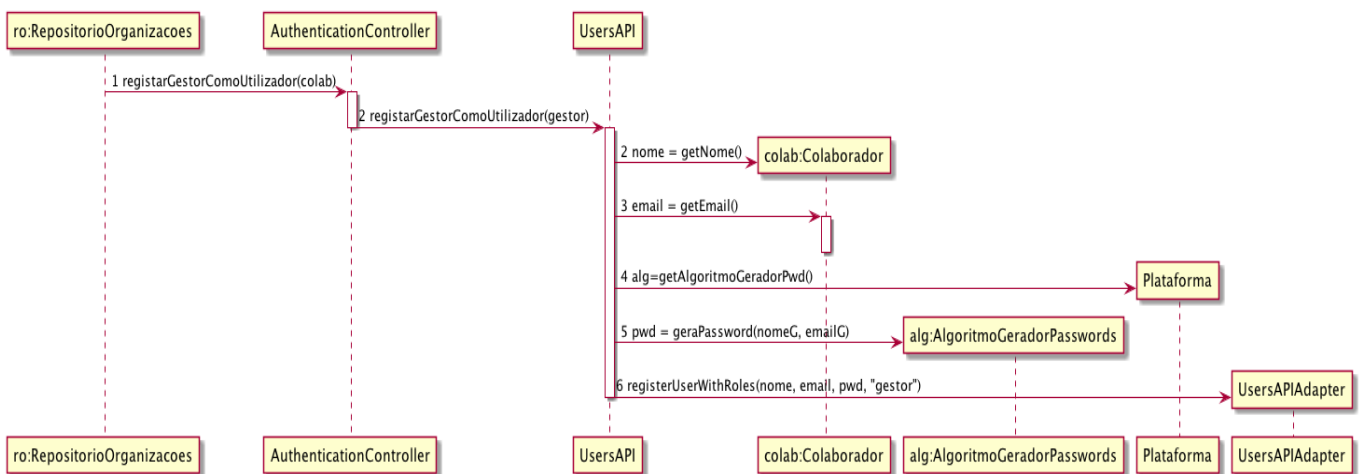 ro:RepositorioOrganizacoes AuthenticationController UsersAPI
1 registarGestorComoUtilizador(colab)
2 registarGestorComoUtilizador(gestor)
2 nome = getNome()
colab:Colaborador
3 email = getEmail()
4 alg=getAlgoritmoGeradorPwd()
Plataforma
5 pwd = geraPassword(nomeG, emailG)
alg:AlgoritmoGeradorPasswords
6 registerUserWithRoles(nome, email, pwd, "gestor")
UsersAPIAdapter
ro:RepositorioOrganizacoes AuthenticationController UsersAPI colab:Colaborador alg:AlgoritmoGeradorPasswords Plataforma UsersAPIAdapter